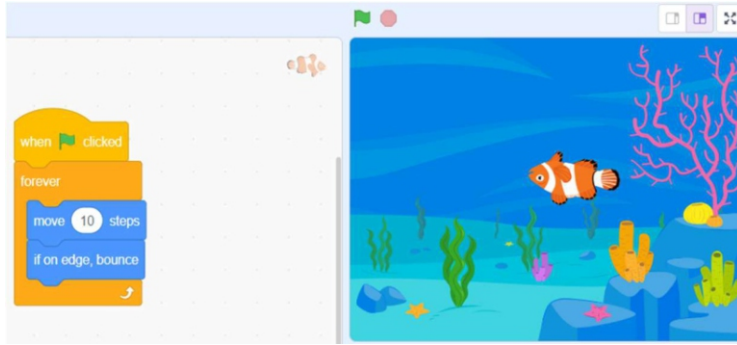 when clicked
forever
move 10 steps
if on edge, bounce